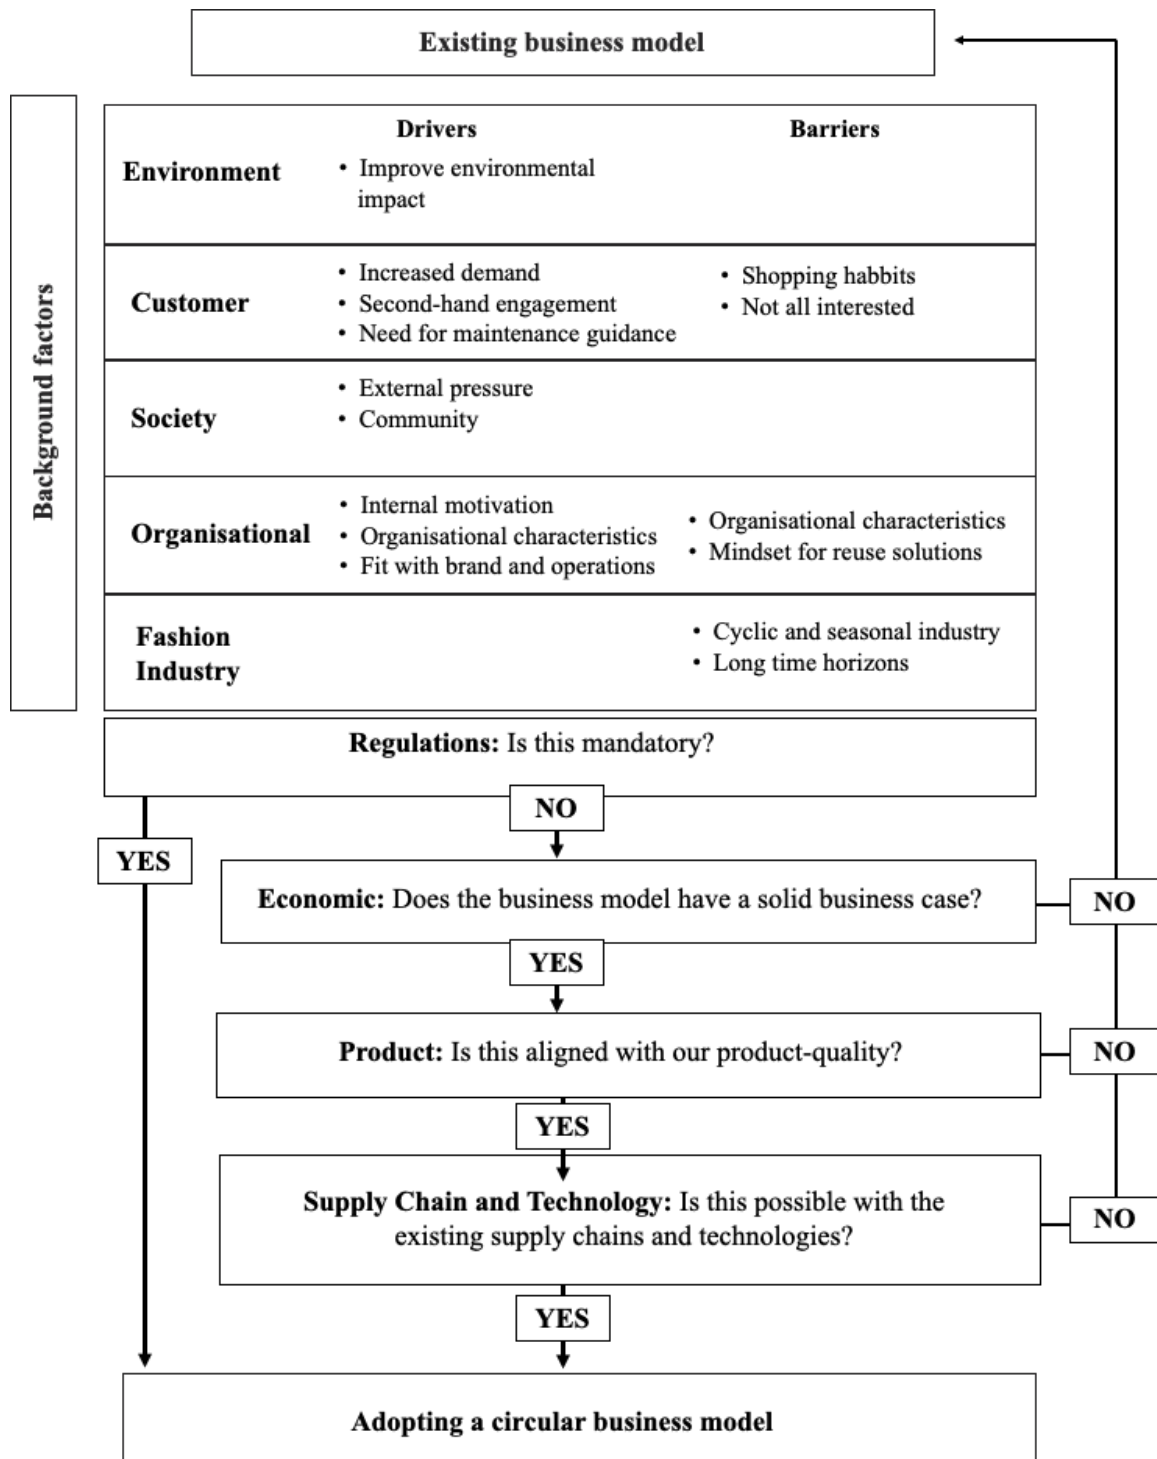 Existing business model
Background factors
Drivers
Barriers
Environment
• Improve environmental
impact
Customer
• Increased demand
• Second-hand engagement
• Need for maintenance guidance
• Shopping habbits
• Not all interested
Society
• External pressure
• Community
Organisational
• Internal motivation
• Organisational characteristics
• Fit with brand and operations
• Organisational characteristics
• Mindset for reuse solutions
Fashion
Industry
• Cyclic and seasonal industry
• Long time horizons
Regulations: Is this mandatory?
NO
YES
Economic: Does the business model have a solid business case?
NO
YES
Product: Is this aligned with our product-quality?
NO
YES
Supply Chain and Technology: Is this possible with the
existing supply chains and technologies?
NO
YES
Adopting a circular business model